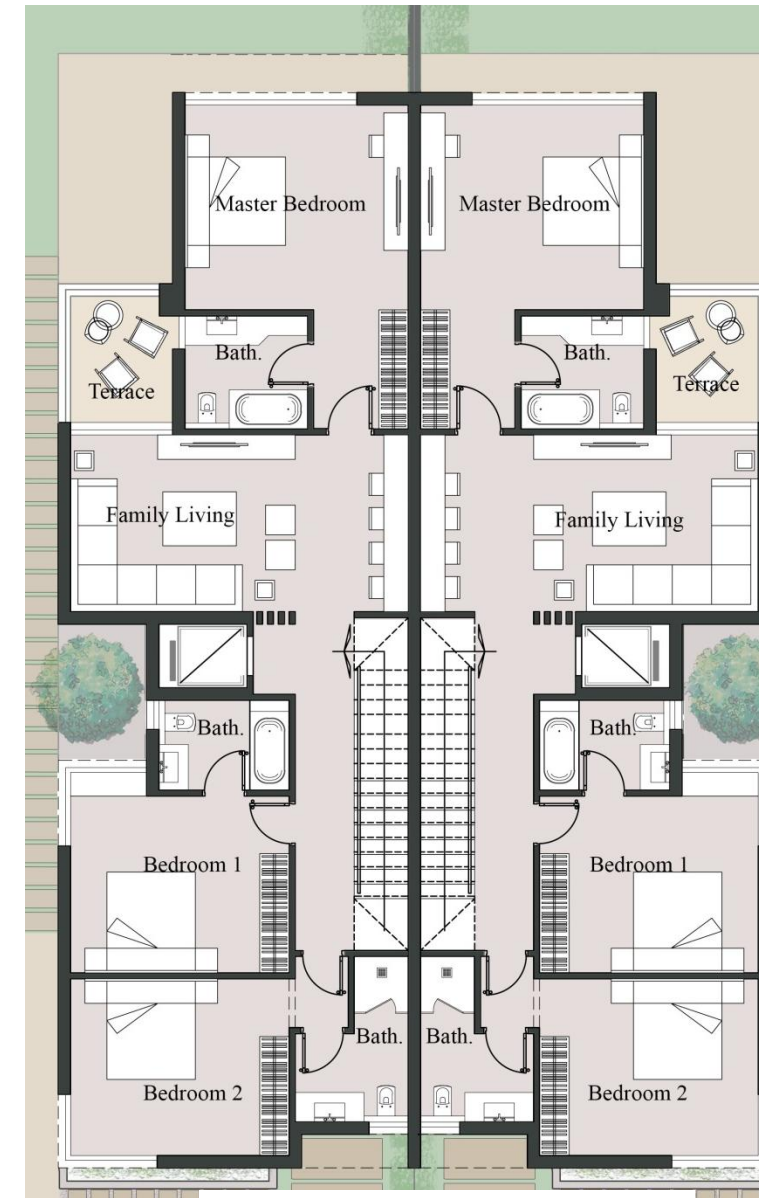 Master Bedroom
Master Bedroom
Bath.
Bath.
Terrace
Terrace
Family Living
Family Living
Bath.
Bath.
Bedroom 1
Bedroom 1
Bath.
Bath.
Bedroom 2
Bedroom 2